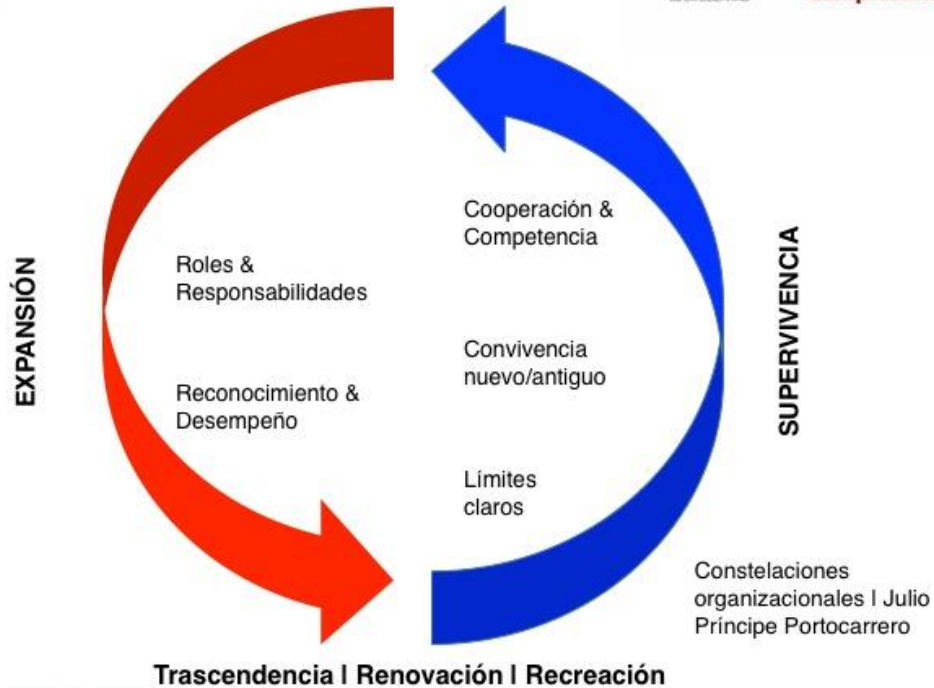 EXPANSIÓN
Roles &
Responsabilidades
Reconocimiento &
Desempeño
Cooperación &
Competencia
Convivencia
nuevo/antiguo
Límites
claros
SUPERVIVENCIA
Constelaciones
organizacionales | Julio
Príncipe Portocarrero
Trascendencia | Renovación | Recreación